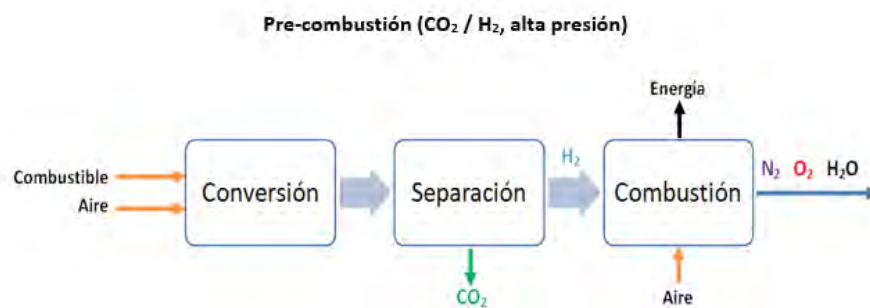 Pre-combustión (CO₂ / H₂, alta presión)
Energía
Combustible
Aire
Conversión
Separación
H₂
Combustión
N₂ O₂ H₂O
CO₂
Aire